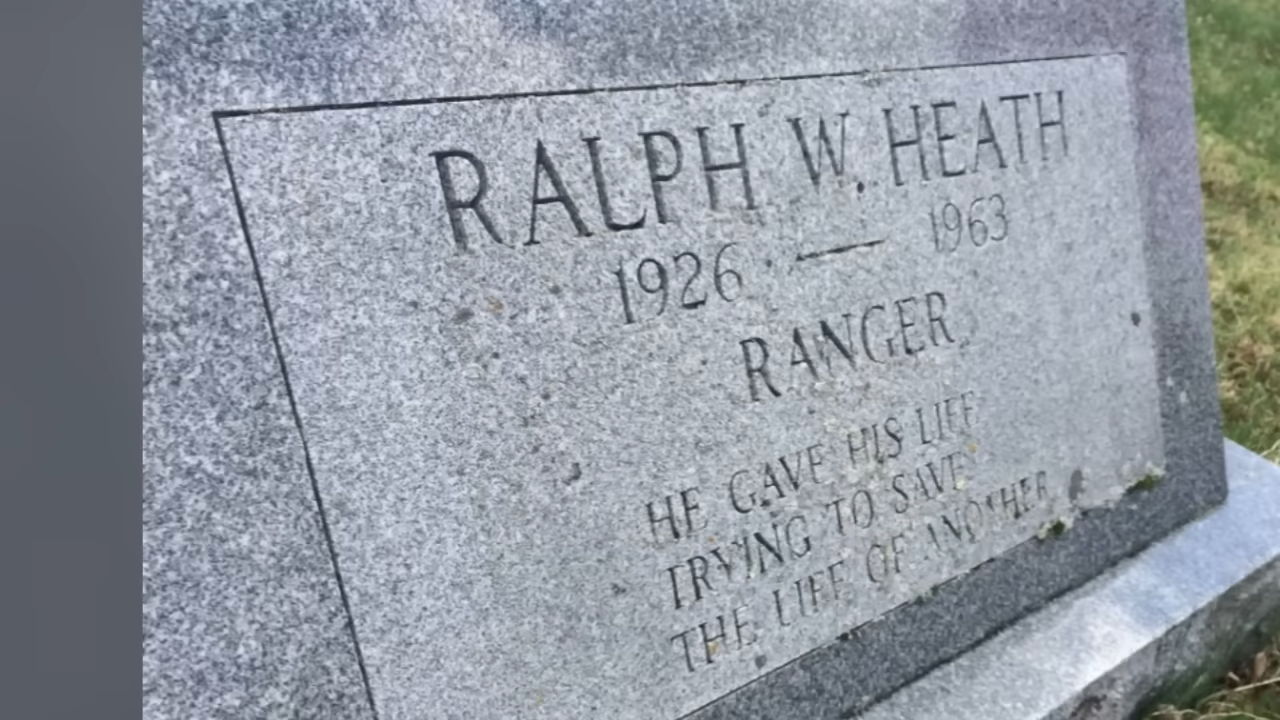 RALPH W. HEATH
1926 — 1963
RANGER
HE GAVE HIS LIFE
TRYING TO SAVE
THE LIFE OF ANOTHER